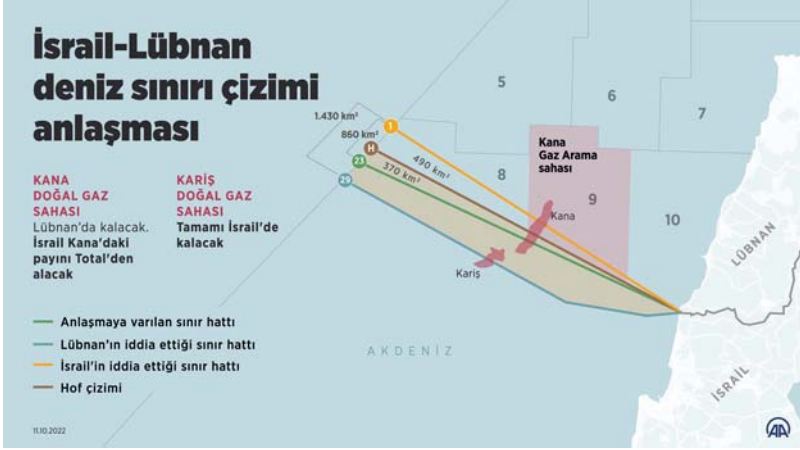 İsrail-Lübnan
deniz sınırı çizimi
anlaşması
KANA
DOĞAL GAZ
SAHASI
Lübnan'da kalacak.
İsrail Kana'daki
payını Total'den
alacak
KARİŞ
DOĞAL GAZ
SAHASI
Tamamı İsrail'de
kalacak
Anlaşmaya varılan sınır hattı
Lübnan'ın iddia ettiği sınır hattı
İsrail'in iddia ettiği sınır hattı
Hof çizimi
11.10.2022
1.430 km²
860 km²
1
H
23
29
490 km²
370 km²
5
6
7
8
9
10
Kana
Gaz Arama
sahası
Kana
Kariş
AKDENİZ
LÜBNAN
İSRAİL
AA